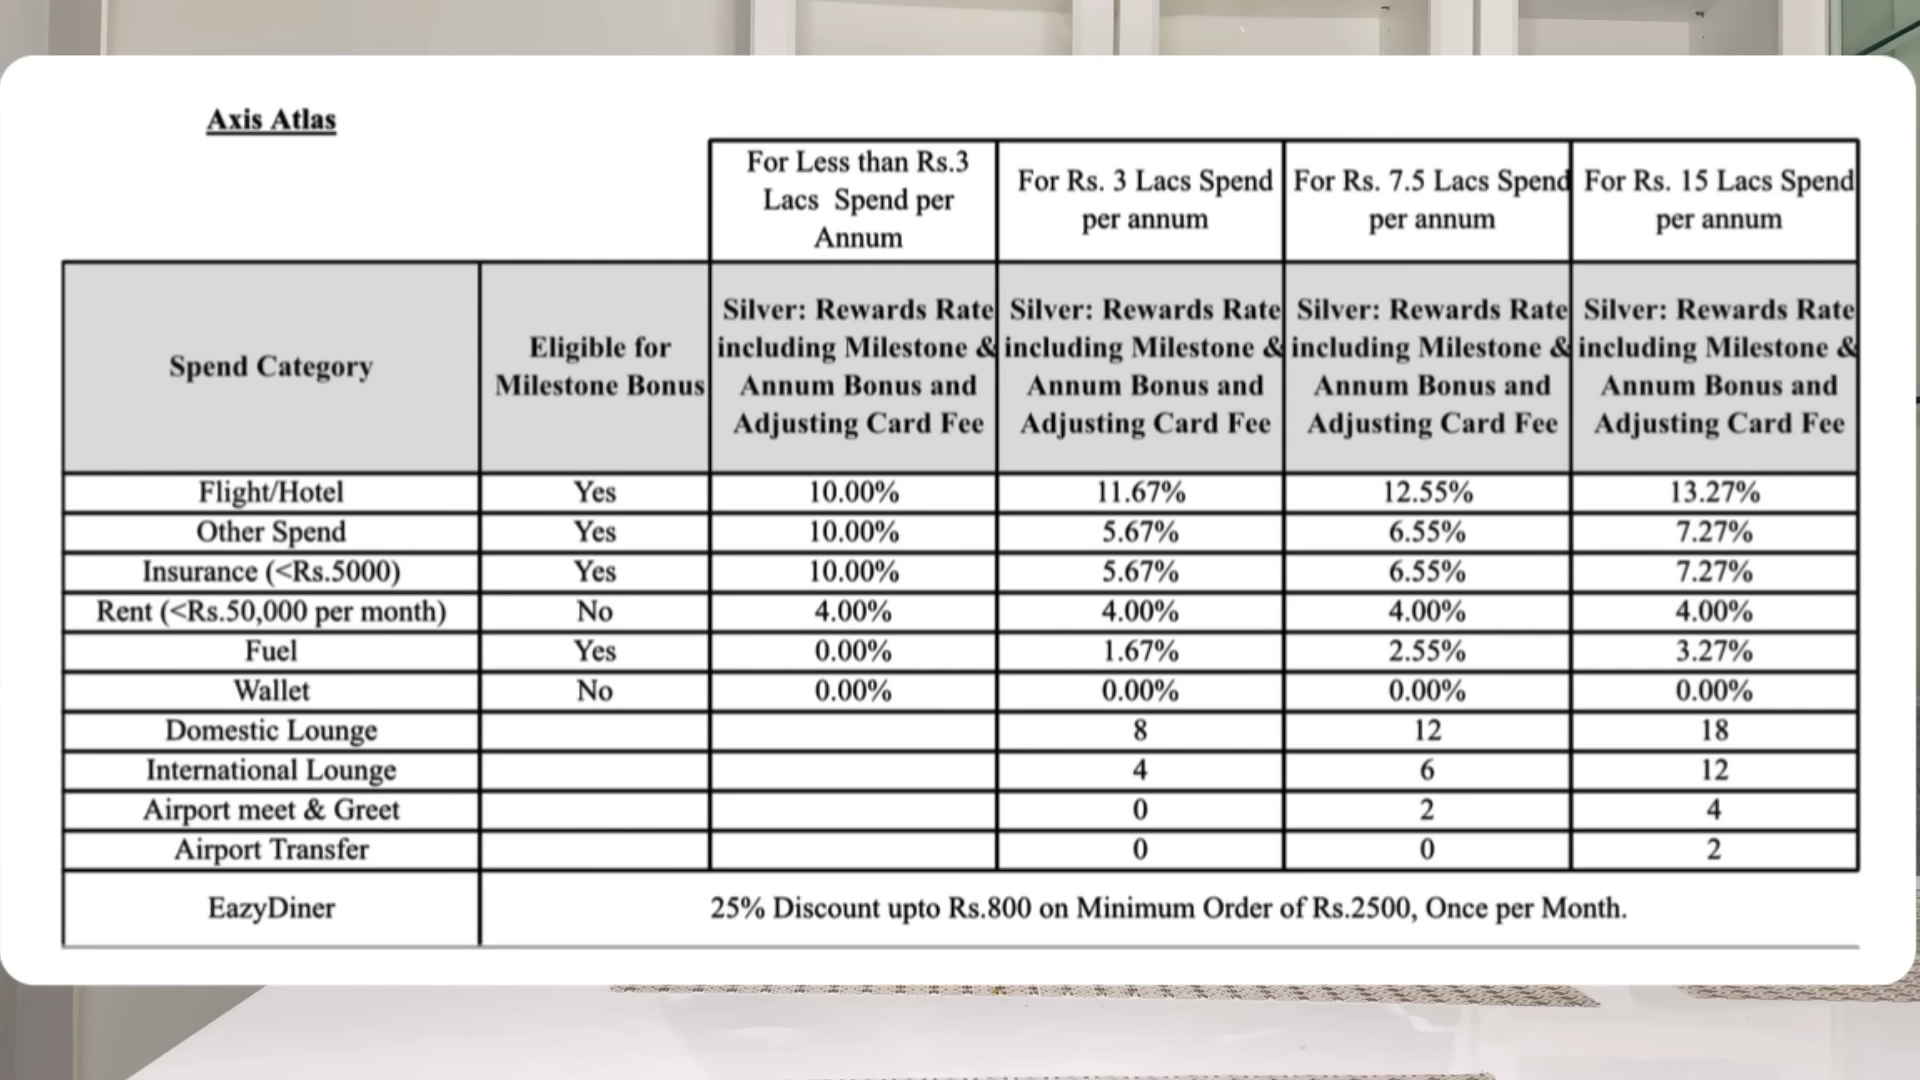 Axis Atlas
For Less than Rs.3
Lacs Spend per
Annum
For Rs. 3 Lacs Spend
per annum
For Rs. 7.5 Lacs Spend
per annum
For Rs. 15 Lacs Spend
per annum
Spend Category
Eligible for
Milestone Bonus
Silver: Rewards Rate
including Milestone &
Annum Bonus and
Adjusting Card Fee
Silver: Rewards Rate
including Milestone &
Annum Bonus and
Adjusting Card Fee
Silver: Rewards Rate
including Milestone &
Annum Bonus and
Adjusting Card Fee
Silver: Rewards Rate
including Milestone &
Annum Bonus and
Adjusting Card Fee
Flight/Hotel Yes 10.00% 11.67% 12.55% 13.27%
Other Spend Yes 10.00% 5.67% 6.55% 7.27%
Insurance (<Rs.5000) Yes 10.00% 5.67% 6.55% 7.27%
Rent (<Rs.50,000 per month) No 4.00% 4.00% 4.00% 4.00%
Fuel Yes 0.00% 1.67% 2.55% 3.27%
Wallet No 0.00% 0.00% 0.00% 0.00%
Domestic Lounge 8 12 18
International Lounge 4 6 12
Airport meet & Greet 0 2 4
Airport Transfer 0 0 2
EazyDiner 25% Discount upto Rs.800 on Minimum Order of Rs.2500, Once per Month.